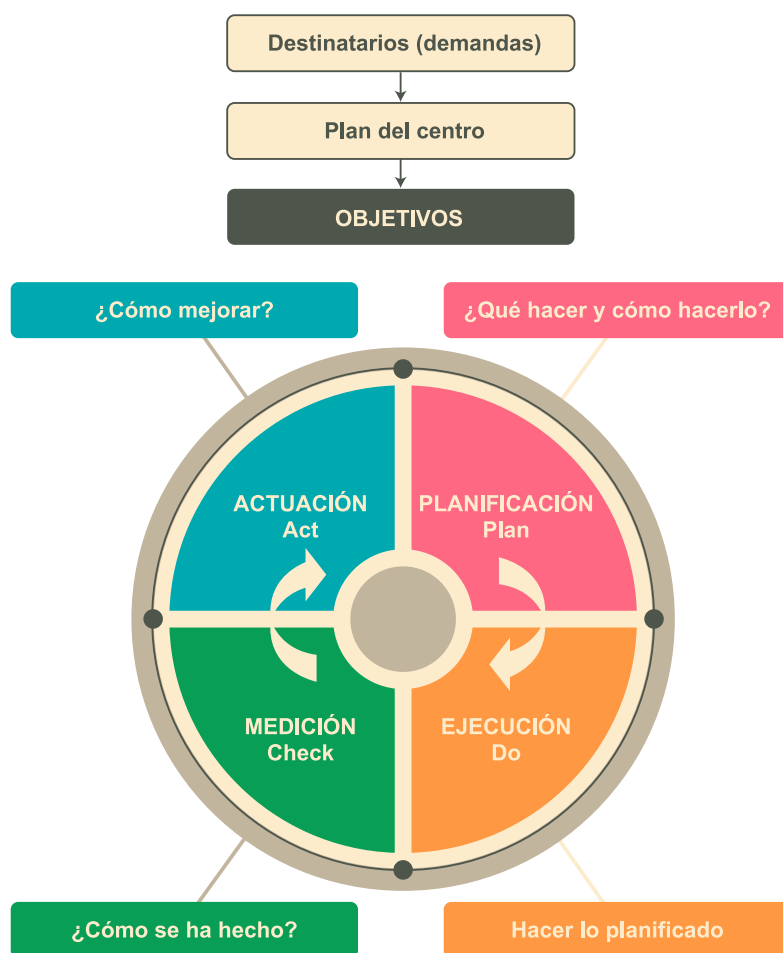 Destinatarios (demandas)
Plan del centro
OBJETIVOS
¿Cómo mejorar?
¿Qué hacer y cómo hacerlo?
ACTUACIÓN
Act
PLANIFICACIÓN
Plan
MEDICIÓN
Check
EJECUCIÓN
Do
¿Cómo se ha hecho?
Hacer lo planificado